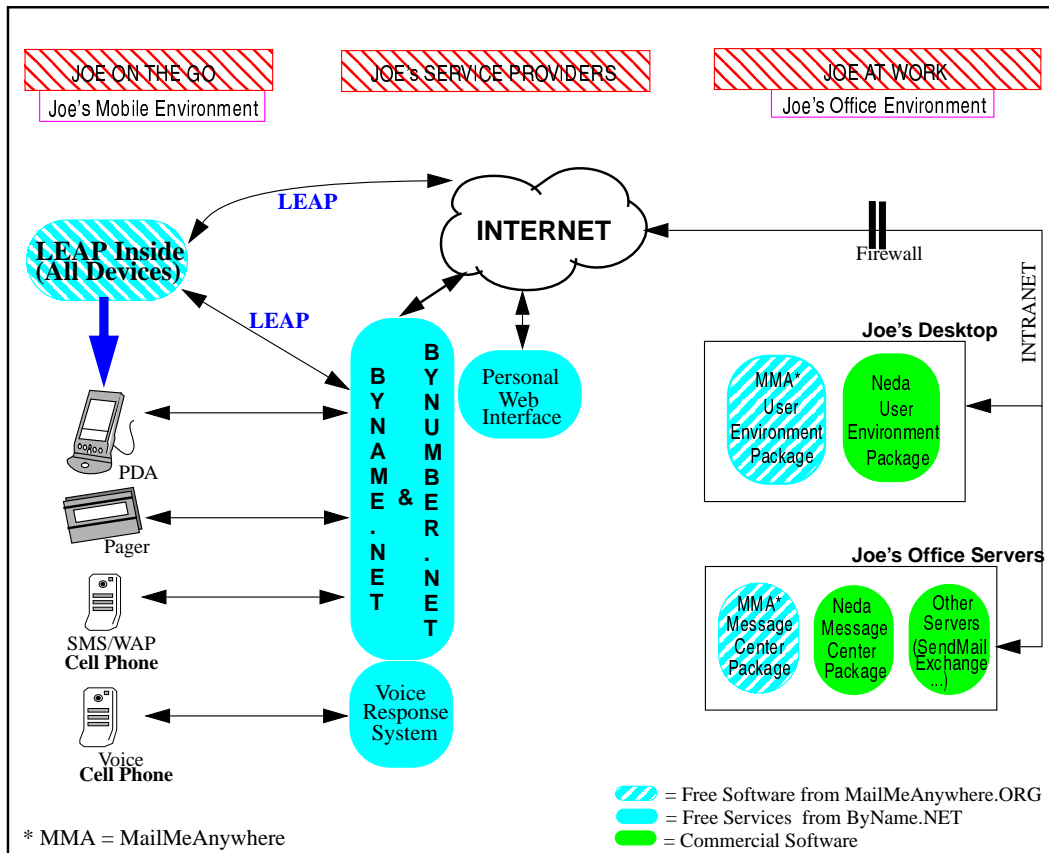 JOE ON THE GO
Joe's Mobile Environment
JOE's SERVICE PROVIDERS
JOE AT WORK
Joe's Office Environment
LEAP
INTERNET
Firewall
INTRANET
LEAP Inside
(All Devices)
LEAP
BYNAME.NET
&
BYNUMBER.NET
Personal
Web
Interface
Joe's Desktop
MMA*
User
Environment
Package
Neda
User
Environment
Package
PDA
Pager
SMS/WAP
Cell Phone
Voice
Cell Phone
Voice
Response
System
Joe's Office Servers
MMA*
Message
Center
Package
Neda
Message
Center
Package
Other
Servers
(SendMail
Exchange
...)
= Free Software from MailMeAnywhere.ORG
= Free Services from ByName.NET
= Commercial Software
* MMA = MailMeAnywhere